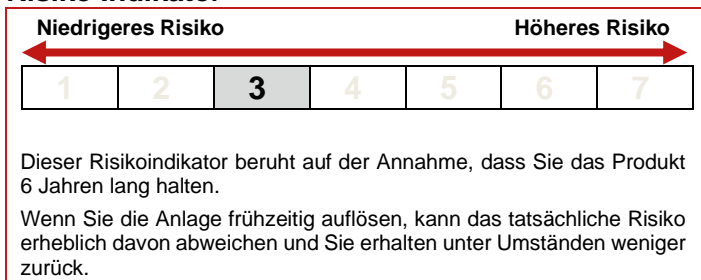 Niedrigeres Risiko Höheres Risiko
1 2 3 4 5 6 7
Dieser Risikoindikator beruht auf der Annahme, dass Sie das Produkt
6 Jahren lang halten.
Wenn Sie die Anlage frühzeitig auflösen, kann das tatsächliche Risiko
erheblich davon abweichen und Sie erhalten unter Umständen weniger
zurück.